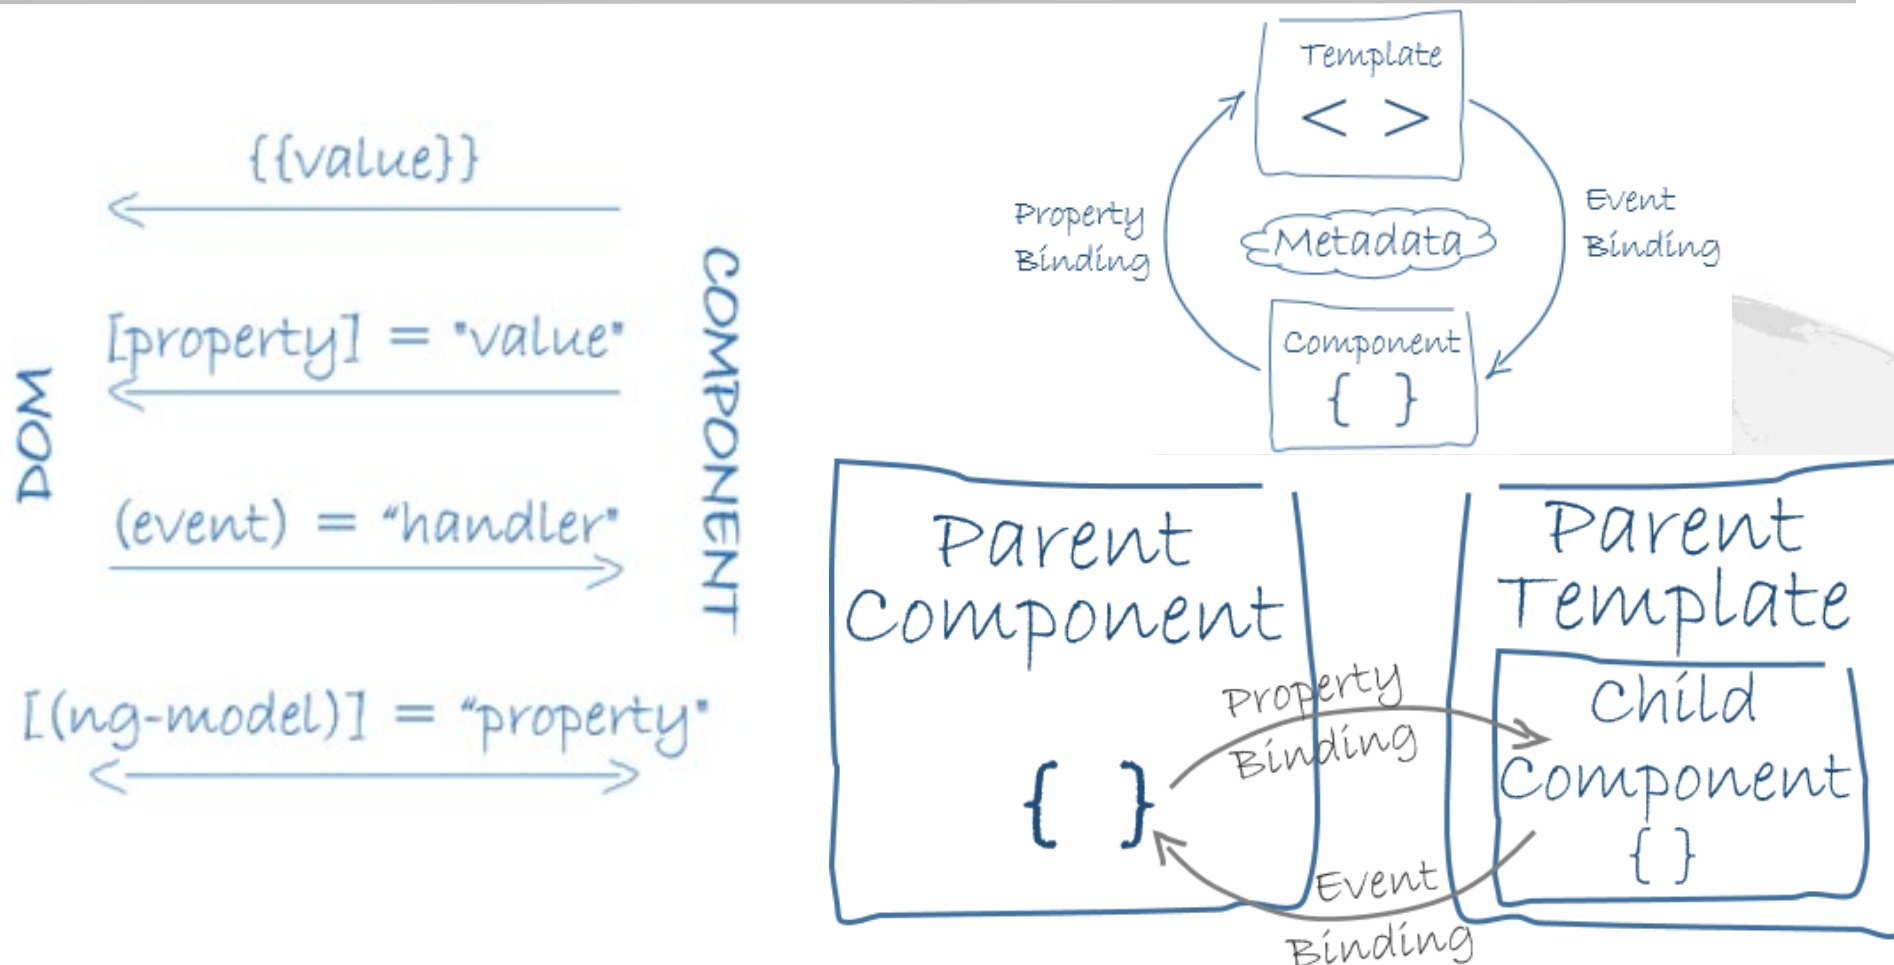 {{value}}
[property] = "value"
(event) = "handler"
[(ng-model)] = "property"
DOM
COMPONENT
Template
< >
Property
Binding
Metadata
Event
Binding
Component
{ }
Parent
Component
{ }
Property
Binding
Event
Binding
Parent
Template
Child
Component
{ }